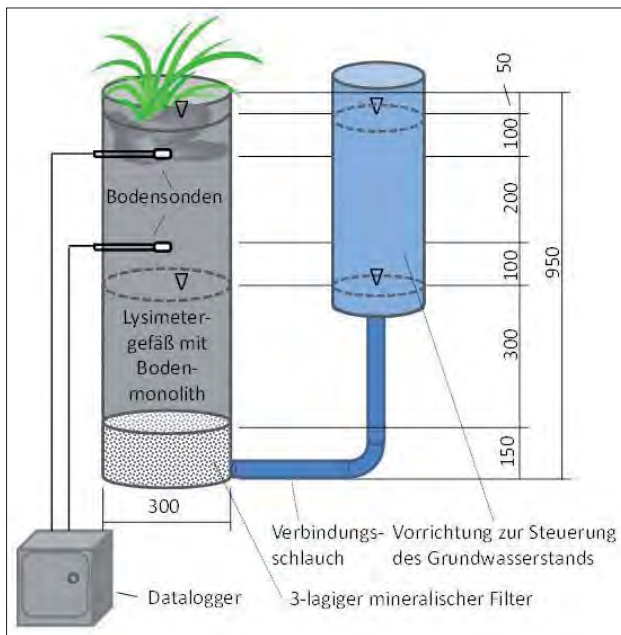 50
100
200
100
950
300
150
Bodensonden
Lysimeter-
gefäß mit
Boden-
monolith
300
Verbindungs-
schlauch
Vorrichtung zur Steuerung
des Grundwasserstands
Datalogger
3-lagiger mineralischer Filter